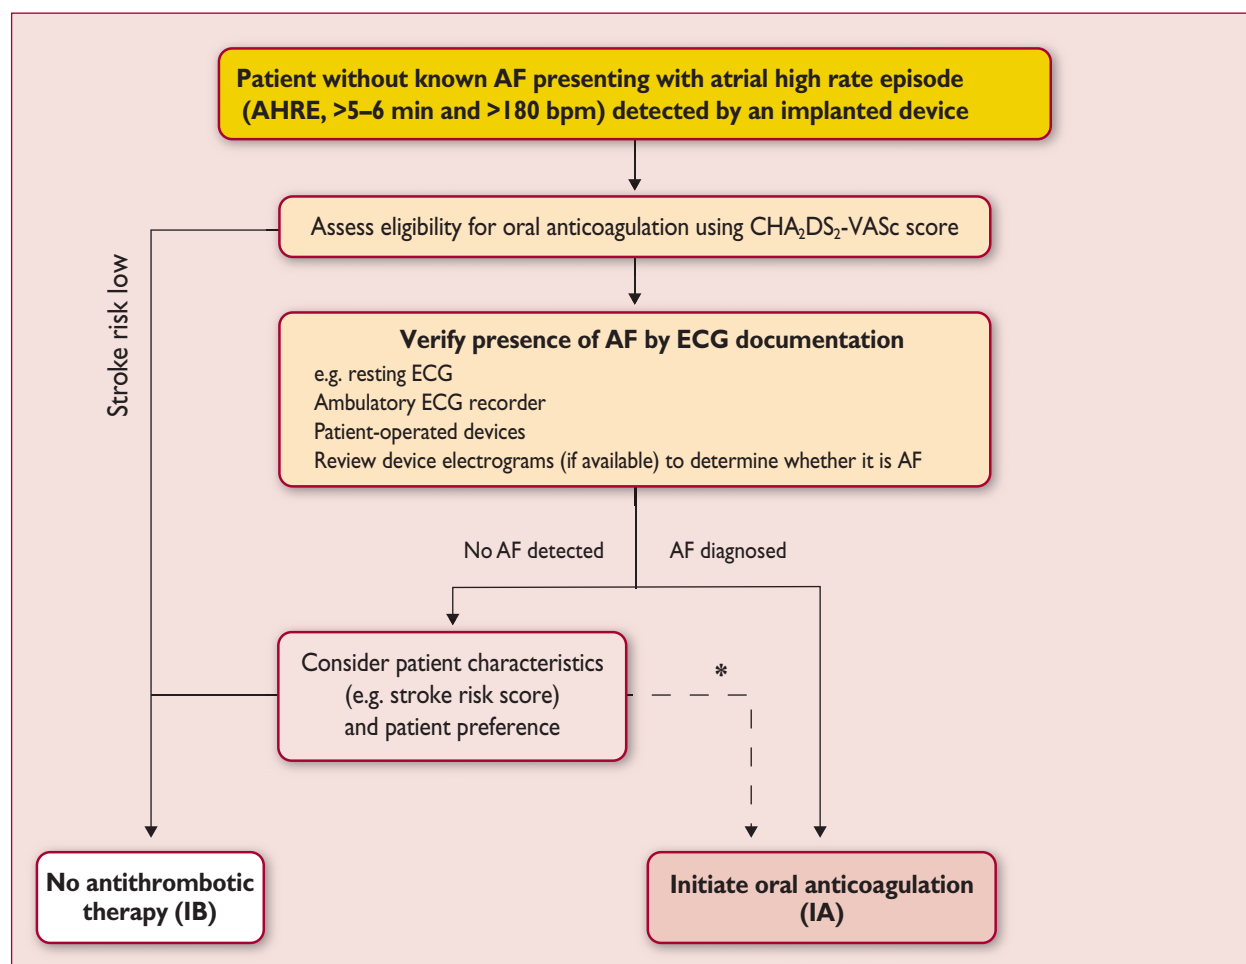 Patient without known AF presenting with atrial high rate episode
(AHRE, >5–6 min and >180 bpm) detected by an implanted device
Assess eligibility for oral anticoagulation using CHA₂DS₂-VASc score
Stroke risk low
Verify presence of AF by ECG documentation
e.g. resting ECG
Ambulatory ECG recorder
Patient-operated devices
Review device electrograms (if available) to determine whether it is AF
No AF detected
AF diagnosed
Consider patient characteristics
(e.g. stroke risk score)
and patient preference
*
No antithrombotic
therapy (IB)
Initiate oral anticoagulation
(IA)